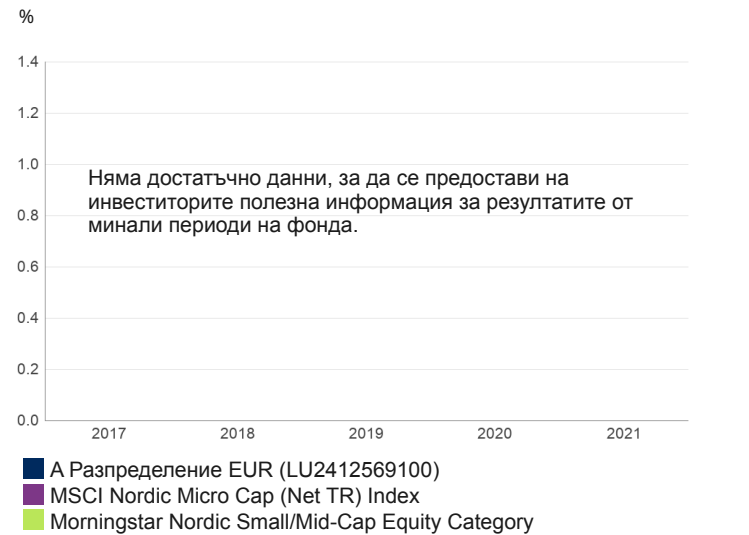 %
1.4
1.2
1.0
Няма достатъчно данни, за да се предостави на
инвеститорите полезна информация за резултатите от
минали периоди на фонда.
0.8
0.6
0.4
0.2
0.0
2017 2018 2019 2020 2021
А Разпределение EUR (LU2412569100)
MSCI Nordic Micro Cap (Net TR) Index
Morningstar Nordic Small/Mid-Cap Equity Category